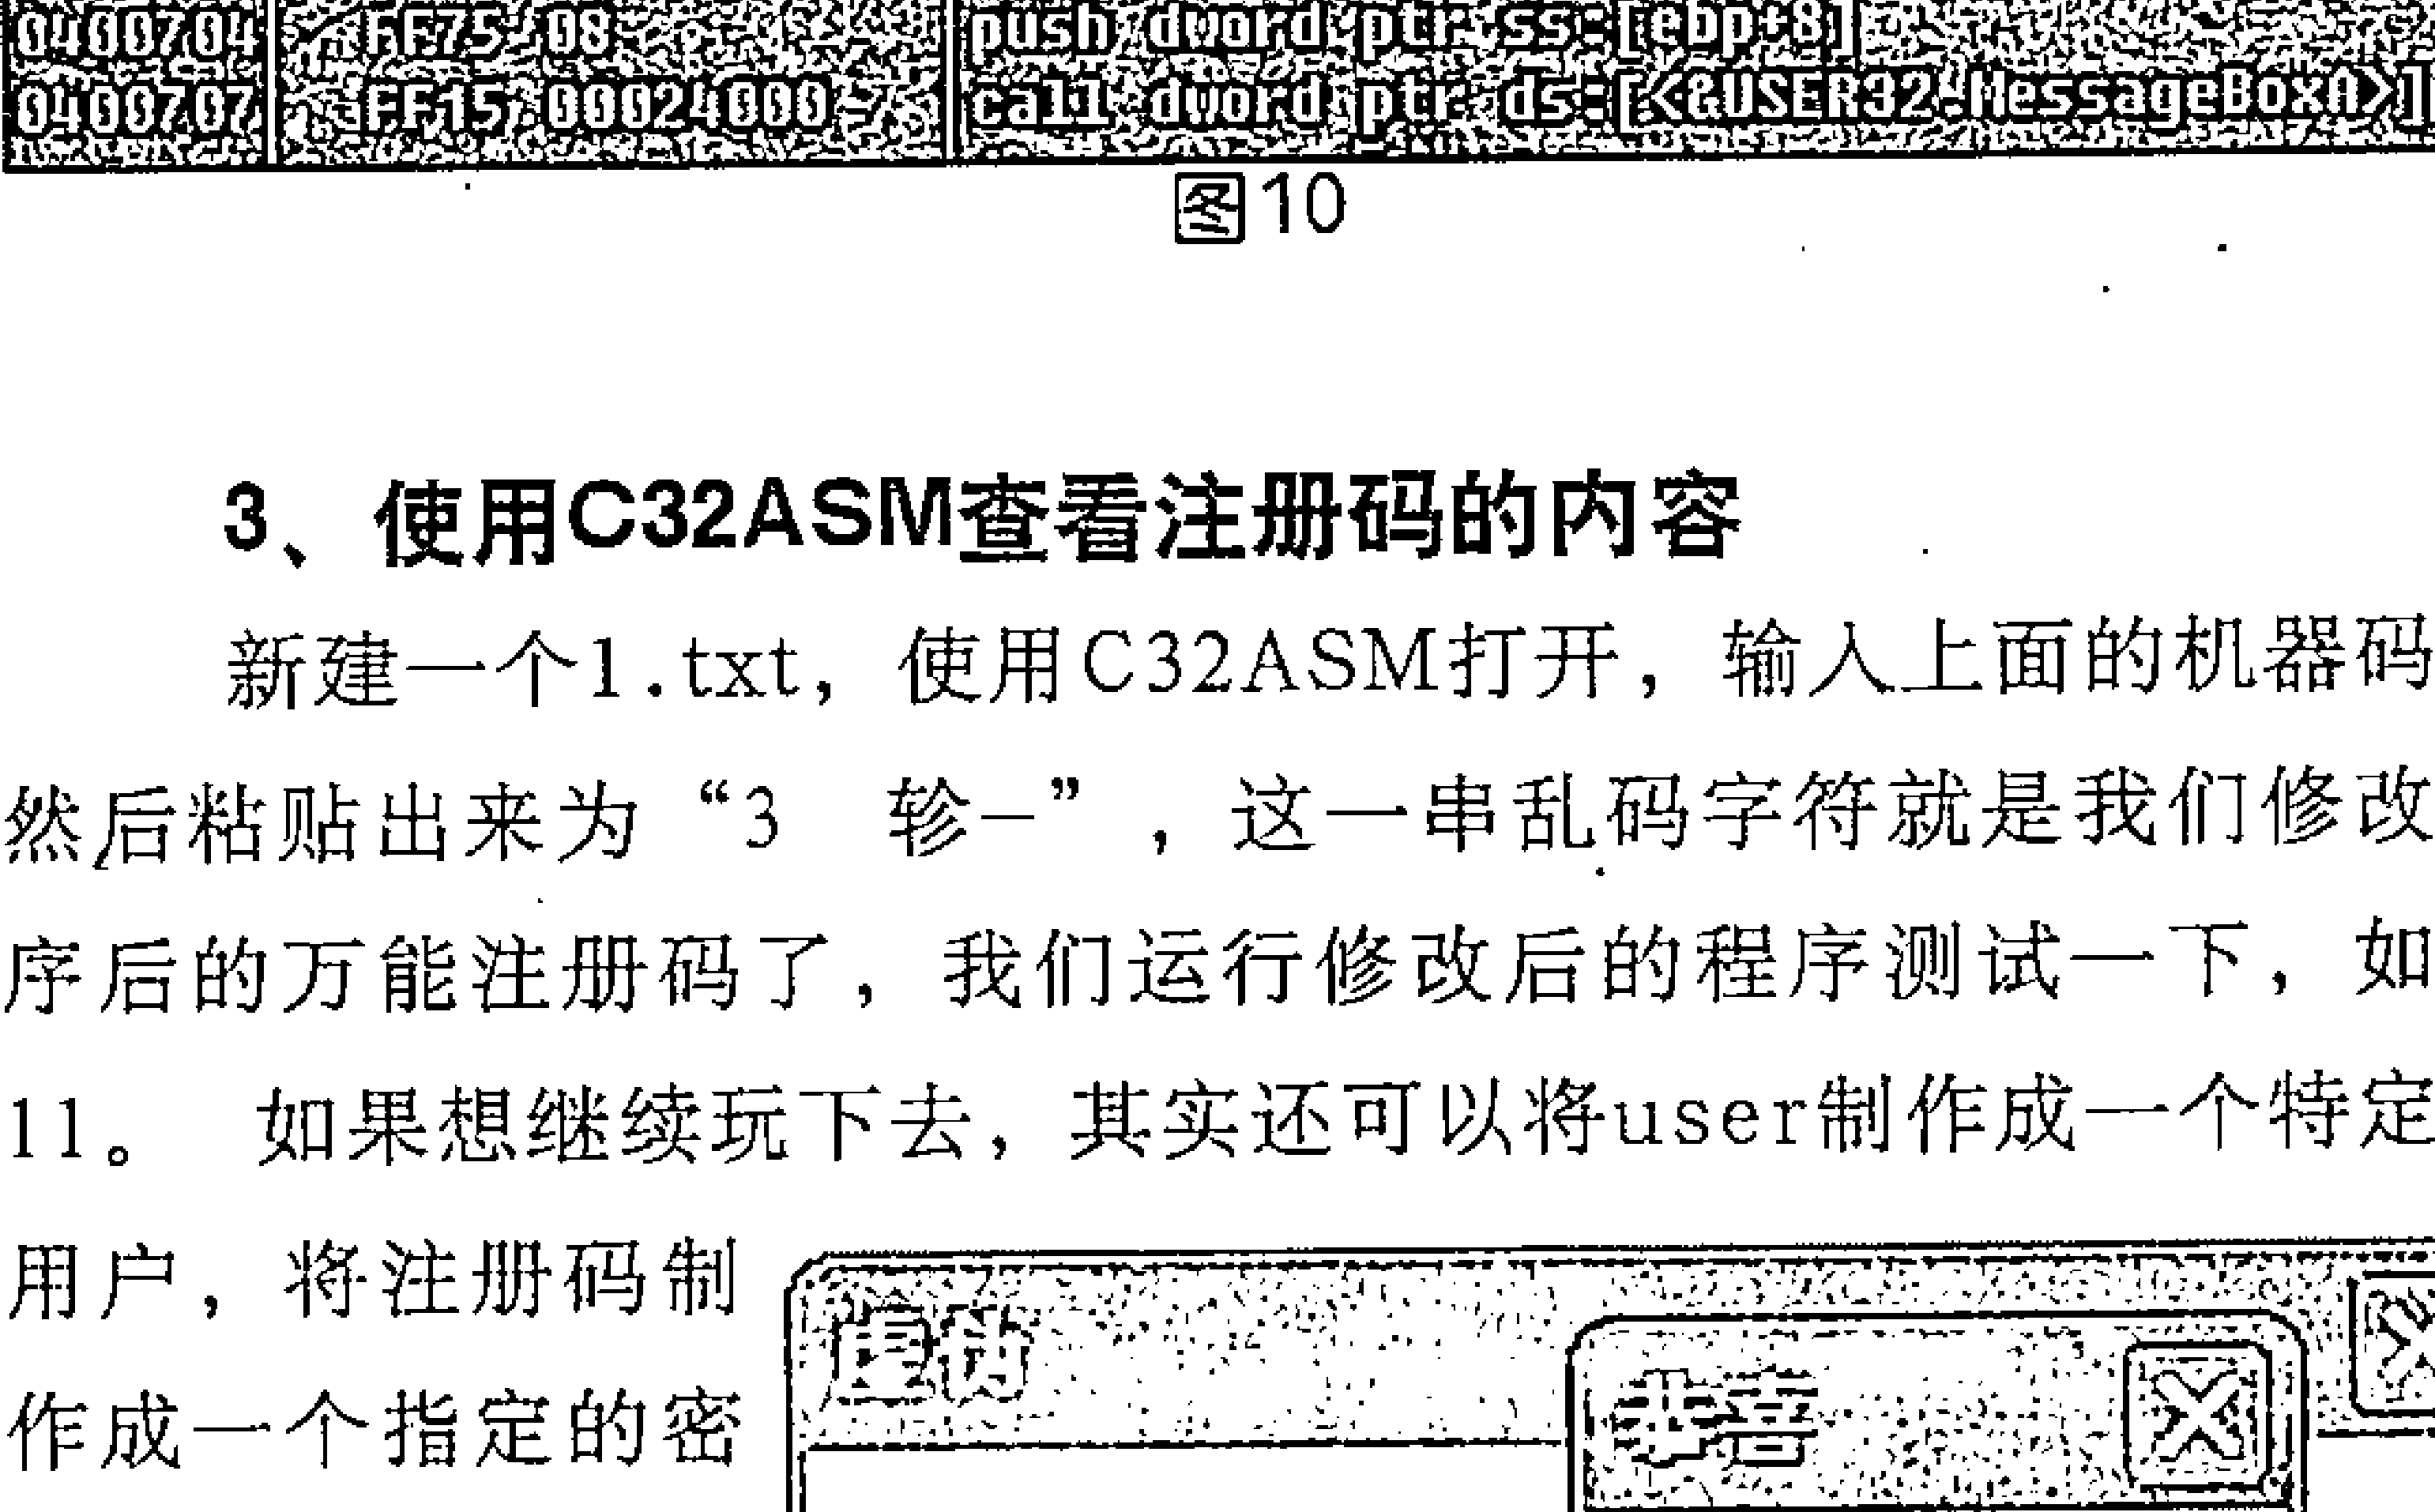 0400704 FF75 08 push dword ptr ss:[ebp+8]
0400707 FF15 00024000 call dword ptr ds:[<&USER32.MessageBoxA>]
图10
3、使用C32ASM查看注册码的内容
新建一个1.txt，使用C32ASM打开，输入上面的机器码
然后粘贴出来为“3 轸-”，这一串乱码字符就是我们修改
序后的万能注册码了，我们运行修改后的程序测试一下，如
11。 如果想继续玩下去，其实还可以将user制作成一个特定
用户，将注册码制
作成一个指定的密
恭喜